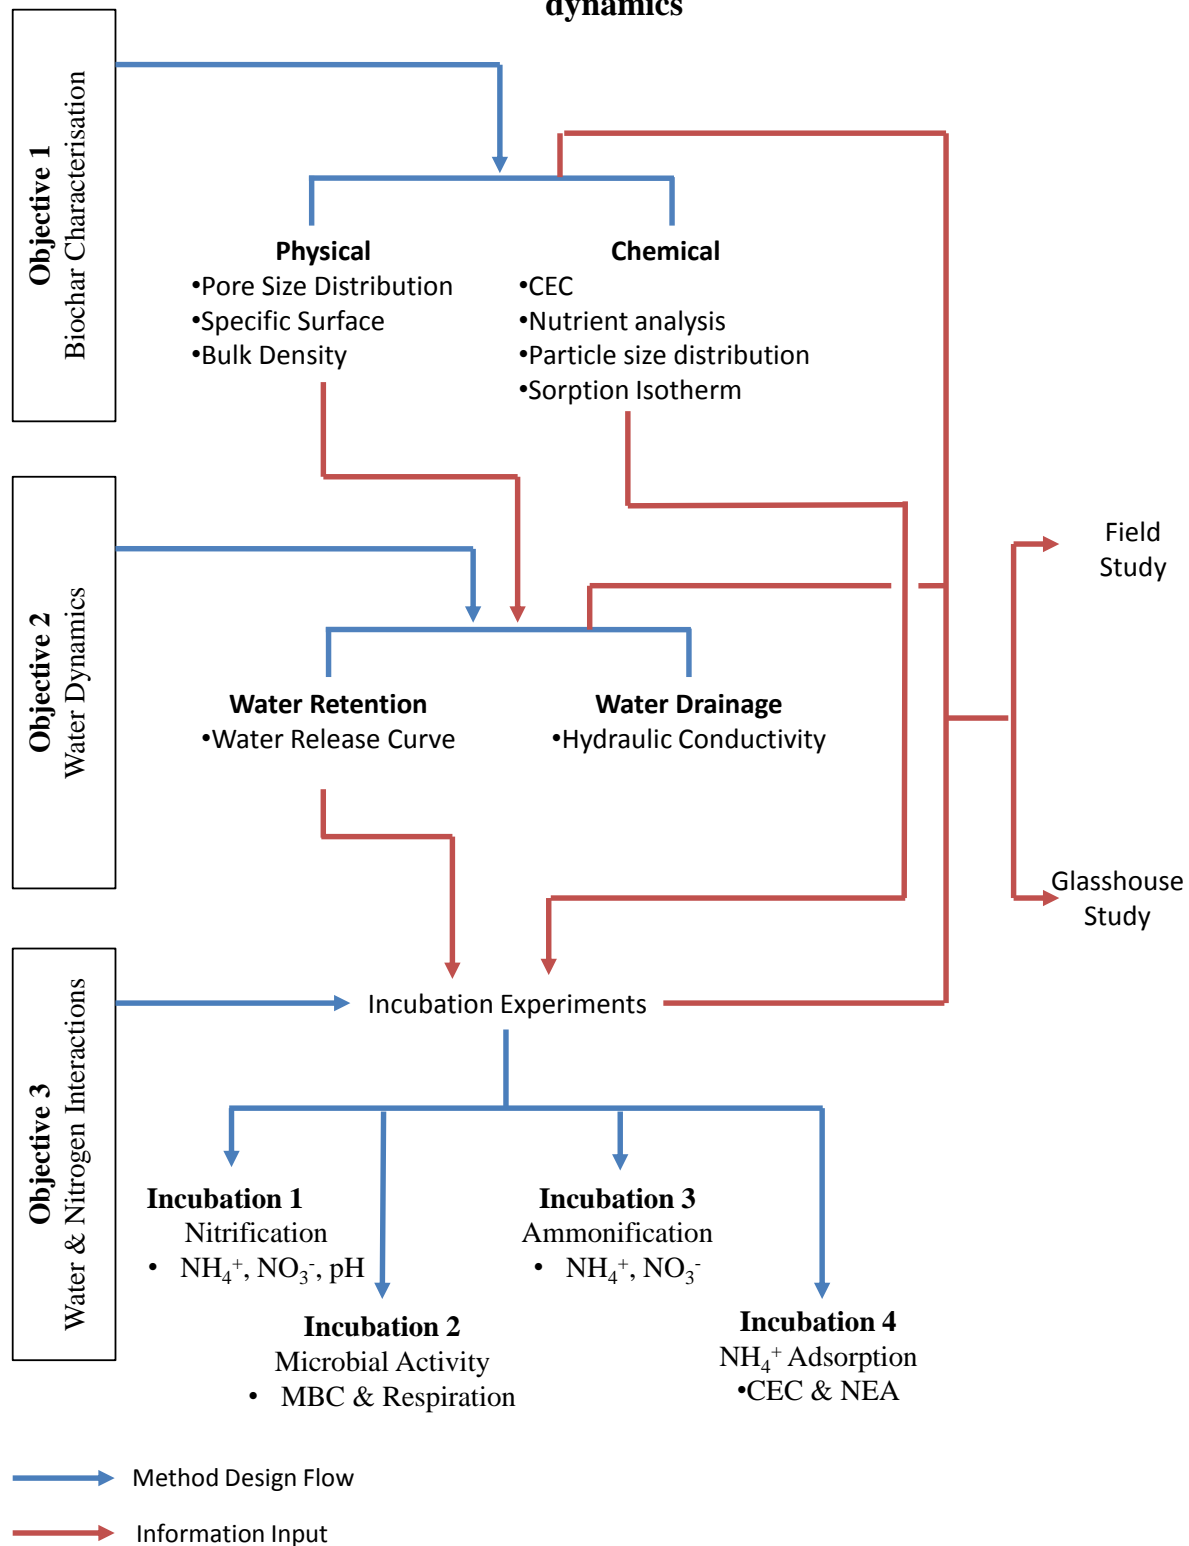 dynamics
Objective 1
Biochar Characterisation
Physical
•Pore Size Distribution
•Specific Surface
•Bulk Density
Chemical
•CEC
•Nutrient analysis
•Particle size distribution
•Sorption Isotherm
Objective 2
Water Dynamics
Water Retention
•Water Release Curve
Water Drainage
•Hydraulic Conductivity
Field
Study
Glasshouse
Study
Objective 3
Water & Nitrogen Interactions
Incubation Experiments
Incubation 1
Nitrification
• NH₄⁺, NO₃⁻, pH
Incubation 2
Microbial Activity
• MBC & Respiration
Incubation 3
Ammonification
• NH₄⁺, NO₃⁻
Incubation 4
NH₄⁺ Adsorption
•CEC & NEA
Method Design Flow
Information Input